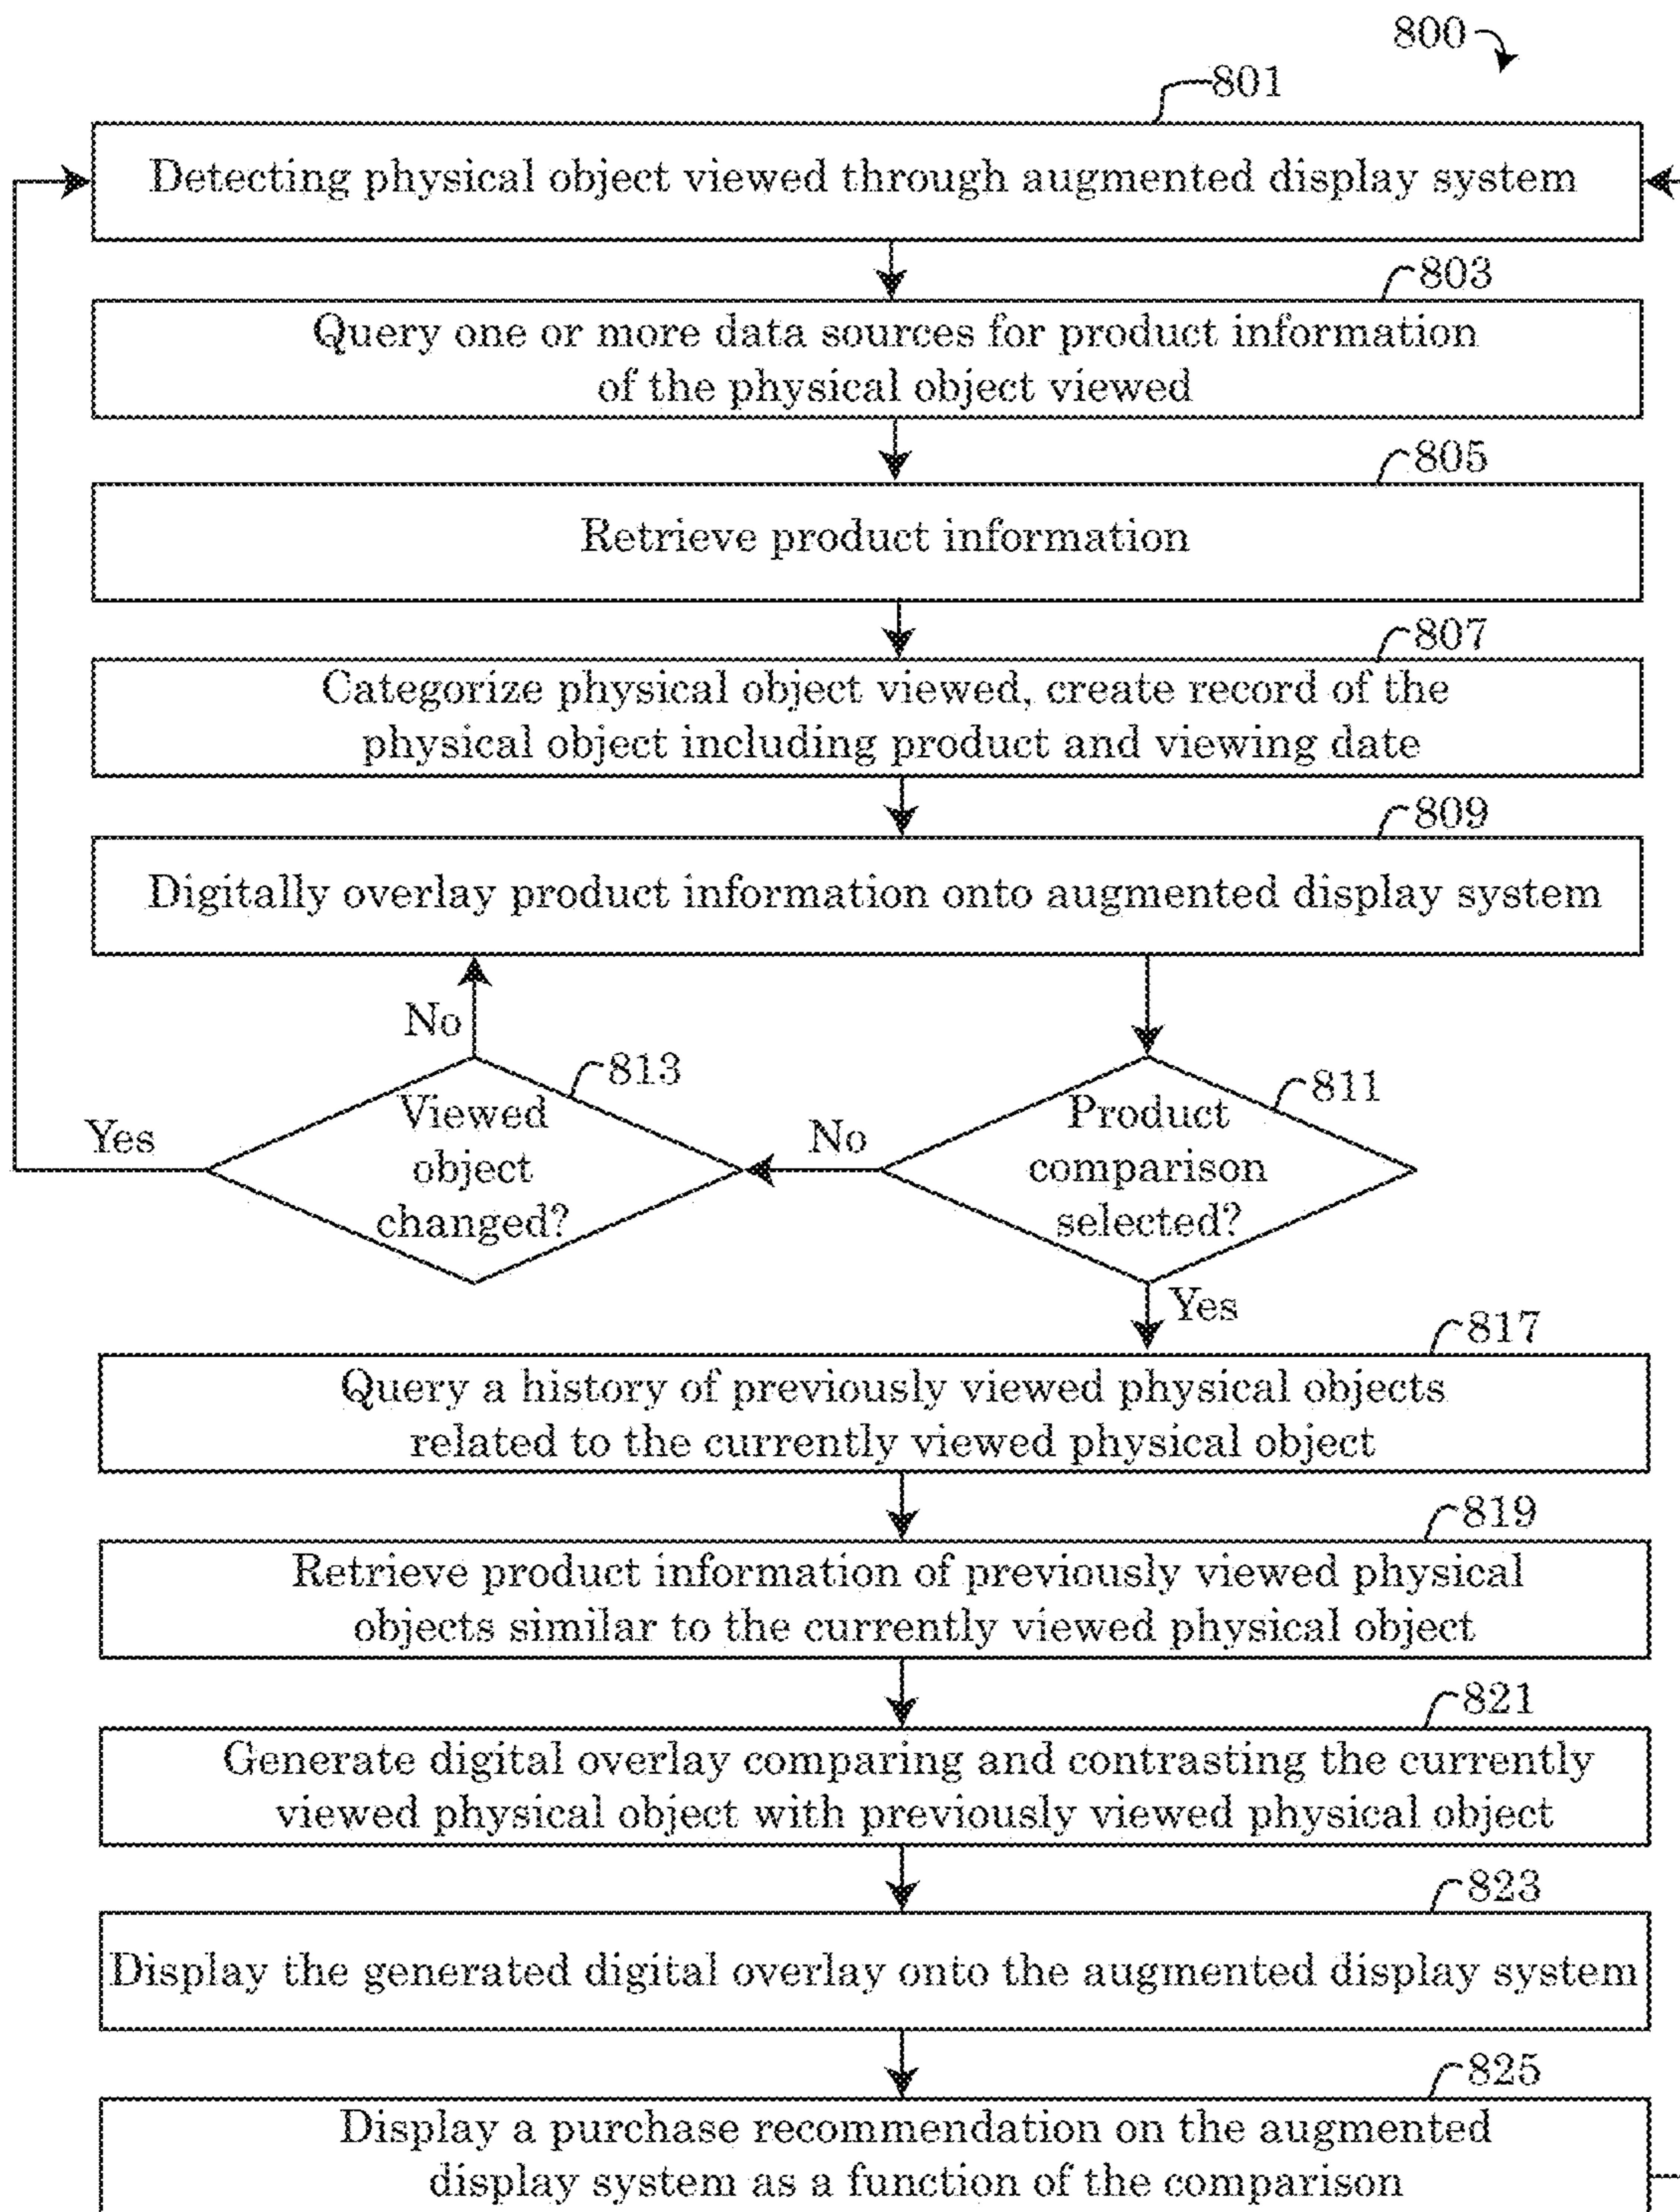 800
801
Detecting physical object viewed through augmented display system
803
Query one or more data sources for product information
of the physical object viewed
805
Retrieve product information
807
Categorize physical object viewed, create record of the
physical object including product and viewing date
809
Digitally overlay product information onto augmented display system
No
813
811
Viewed
object
changed?
Yes
No
Product
comparison
selected?
Yes
817
Query a history of previously viewed physical objects
related to the currently viewed physical object
819
Retrieve product information of previously viewed physical
objects similar to the currently viewed physical object
821
Generate digital overlay comparing and contrasting the currently
viewed physical object with previously viewed physical object
823
Display the generated digital overlay onto the augmented display system
825
Display a purchase recommendation on the augmented
display system as a function of the comparison